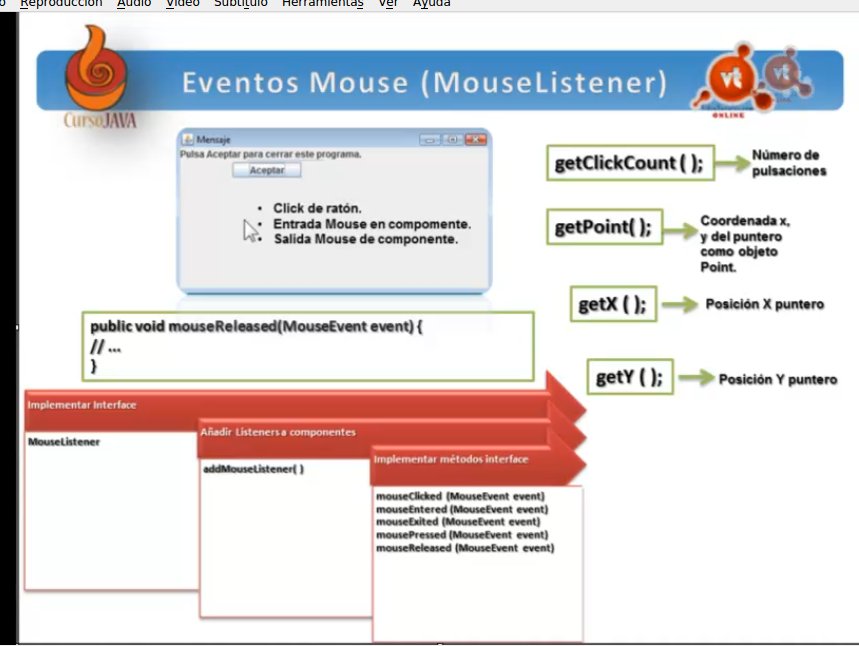 Reproducción Audio Vídeo Subtítulo Herramientas Ver Ayuda
Eventos Mouse (MouseListener)
CursoJAVA
vt
ONLINE
Mensaje
Pulsa Aceptar para cerrar este programa.
Aceptar
• Click de ratón.
• Entrada Mouse en compomente.
• Salida Mouse de componente.
getClickCount ( );
Número de
pulsaciones
getPoint( );
Coordenada x,
y del puntero
como objeto
Point.
getX ( );
Posición X puntero
getY ( );
Posición Y puntero
public void mouseReleased(MouseEvent event) {
// ...
}
Implementar Interface
MouseListener
Añadir Listeners a componentes
addMouseListener( )
Implementar métodos interface
mouseClicked (MouseEvent event)
mouseEntered (MouseEvent event)
mouseExited (MouseEvent event)
mousePressed (MouseEvent event)
mouseReleased (MouseEvent event)